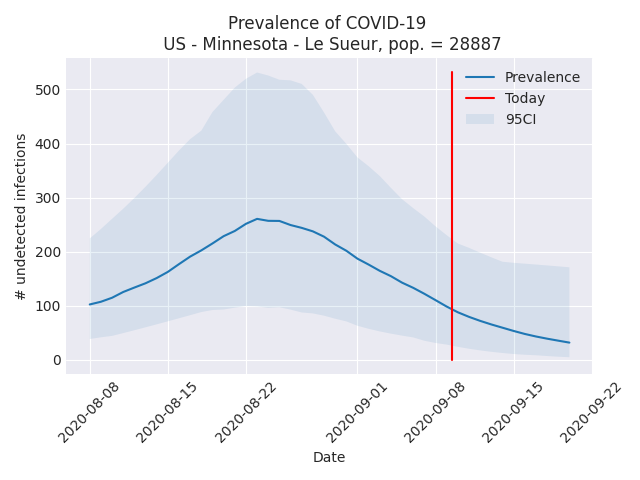 Prevalence of COVID-19
US - Minnesota - Le Sueur, pop. = 28887
Prevalence
Today
95CI
# undetected infections
500
400
300
200
100
0
2020-08-08
2020-08-15
2020-08-22
2020-09-01
2020-09-08
2020-09-15
2020-09-22
Date